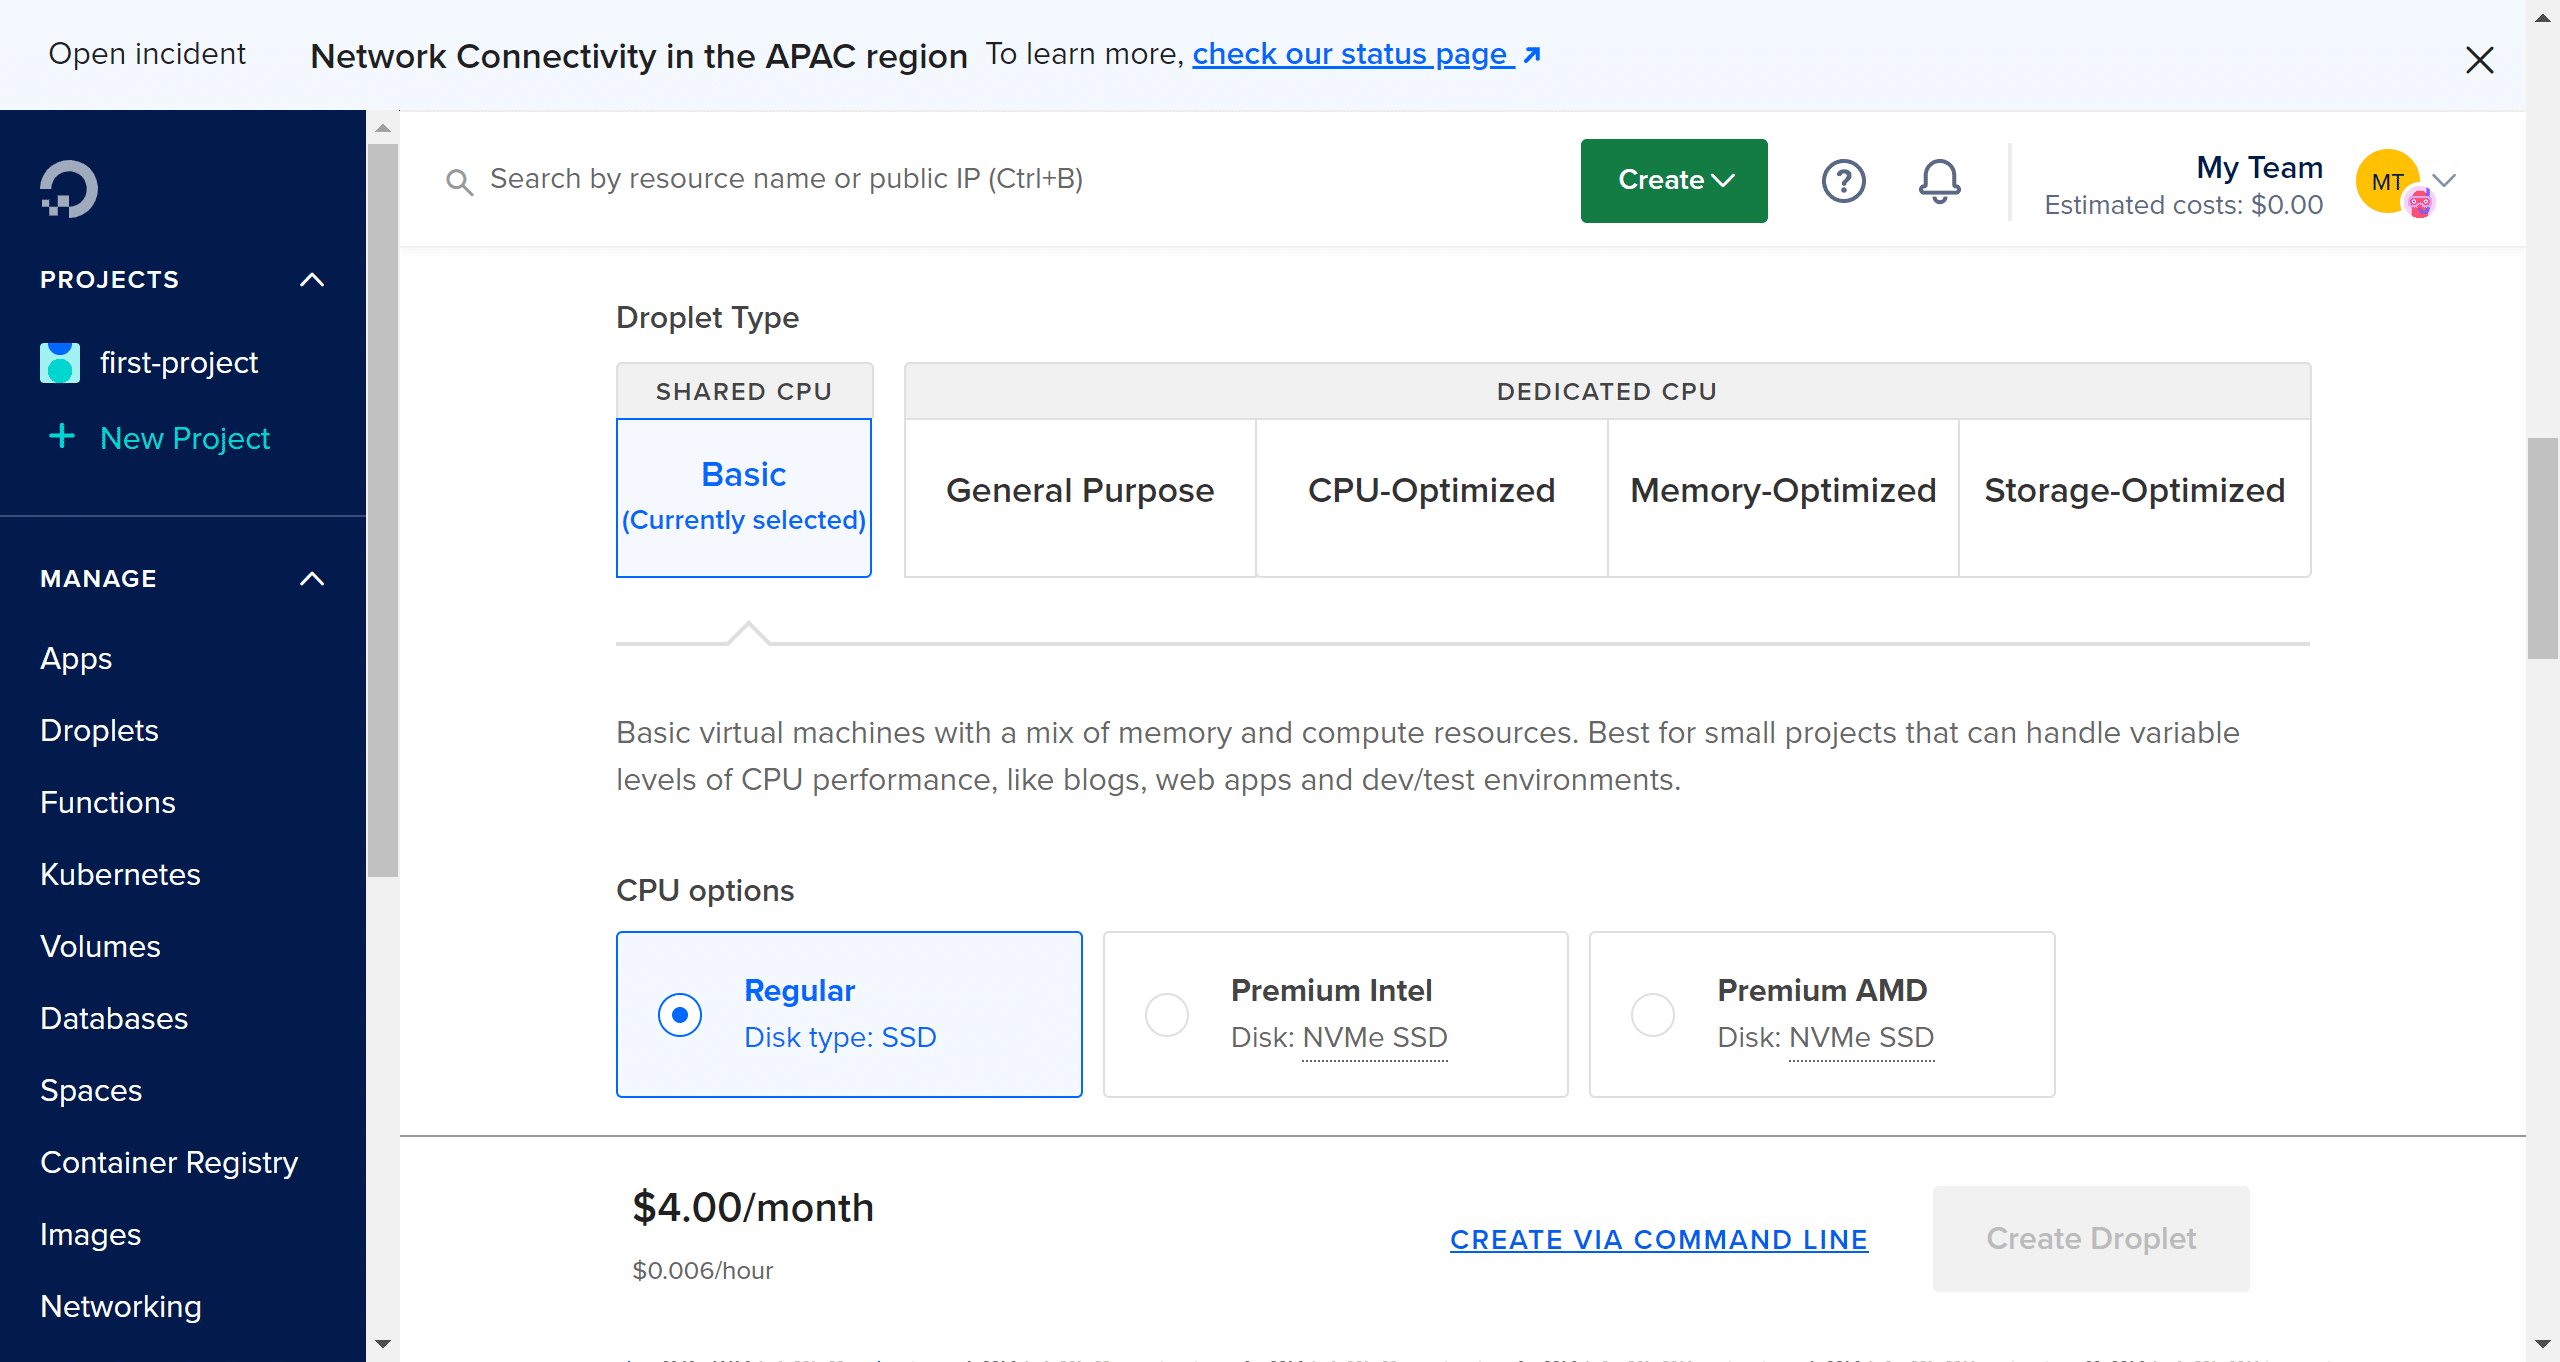 Open incident
Network Connectivity in the APAC region To learn more, check our status page
Search by resource name or public IP (Ctrl+B)
Create
My Team
Estimated costs: $0.00
MT
PROJECTS
first-project
New Project
MANAGE
Apps
Droplets
Functions
Kubernetes
Volumes
Databases
Spaces
Container Registry
Images
Networking
Droplet Type
SHARED CPU
DEDICATED CPU
Basic
(Currently selected)
General Purpose
CPU-Optimized
Memory-Optimized
Storage-Optimized
Basic virtual machines with a mix of memory and compute resources. Best for small projects that can handle variable
levels of CPU performance, like blogs, web apps and dev/test environments.
CPU options
Regular
Disk type: SSD
Premium Intel
Disk: NVMe SSD
Premium AMD
Disk: NVMe SSD
$4.00/month
$0.006/hour
CREATE VIA COMMAND LINE
Create Droplet